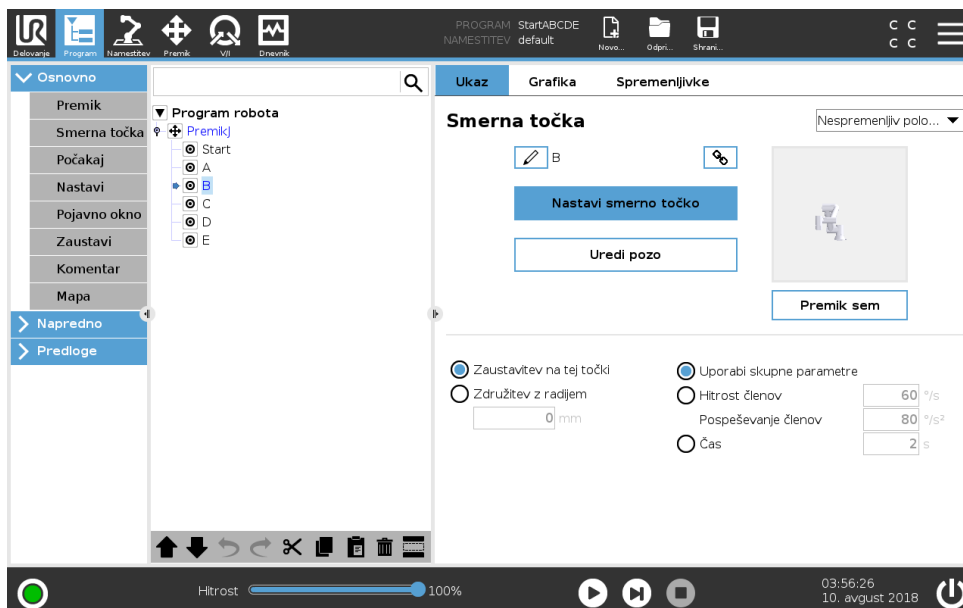 UR
PROGRAM StartABCDE
NAMESTITEV default
C C
C C
Delovanje Program Namestitev Premik V/I Dnevnik Novo... Odpri... Shrani...
Osnovno
Premik
Smerna točka
Počakaj
Nastavi
Pojavno okno
Zaustavi
Komentar
Mapa
Napredno
Predloge
Program robota
PremikJ
Start
A
B
C
D
E
Ukaz Grafika Spremenljivke
Smerna točka
Nespremenljiv polo...
B
Nastavi smerno točko
Uredi pozo
Premik sem
Zaustavitev na tej točki
Združitev z radijem
0 mm
Uporabi skupne parametre
Hitrost členov 60 °/s
Pospeševanje členov 80 °/s²
Čas 2 s
Hitrost 100%
03:56:26
10. avgust 2018